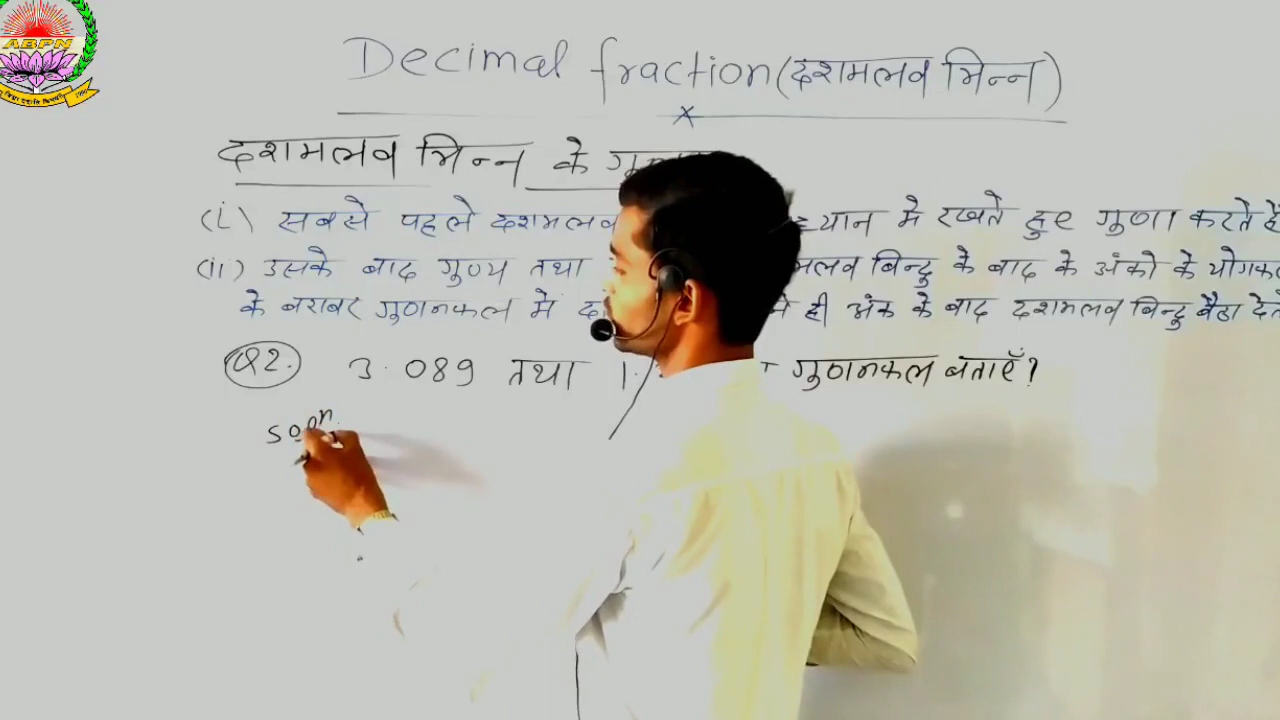 ABPN
Decimal fraction(दशमलव भिन्न)
x
दशमलव भिन्न के
(i) सबसे पहले दशमलव में रखते हुए गुणा करते हैं
(ii) उसके बाद गुण्य तथा बिन्दु के बाद के अंको के योगफल
के बराबर गुणनफल में ही अंक के बाद दशमलव बिन्दु बैठा देते
Q2. 3.089 तथा 1. गुणनफल बताएँ?
soon.